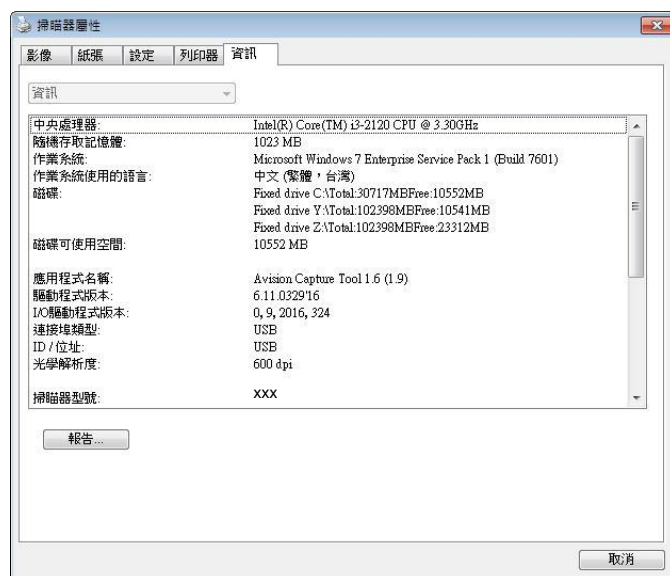 掃瞄器屬性
影像 紙張 設定 列印器 資訊
資訊
中央處理器: Intel(R) Core(TM) i3-2120 CPU @ 3.30GHz
隨機存取記憶體: 1023 MB
作業系統: Microsoft Windows 7 Enterprise Service Pack 1 (Build 7601)
作業系統使用的語言: 中文 (繁體，台灣)
磁碟: Fixed drive C:\Total:30717MBFree:10552MB
Fixed drive Y:\Total:102398MBFree:10541MB
Fixed drive Z:\Total:102398MBFree:23312MB
磁碟可使用空間: 10552 MB
應用程式名稱: Avision Capture Tool 1.6 (1.9)
驅動程式版本: 6.11.0329'16
I/O驅動程式版本: 0, 9, 2016, 324
連接埠類型: USB
ID / 位址: USB
光學解析度: 600 dpi
掃瞄器型號: XXX
報告...
取消